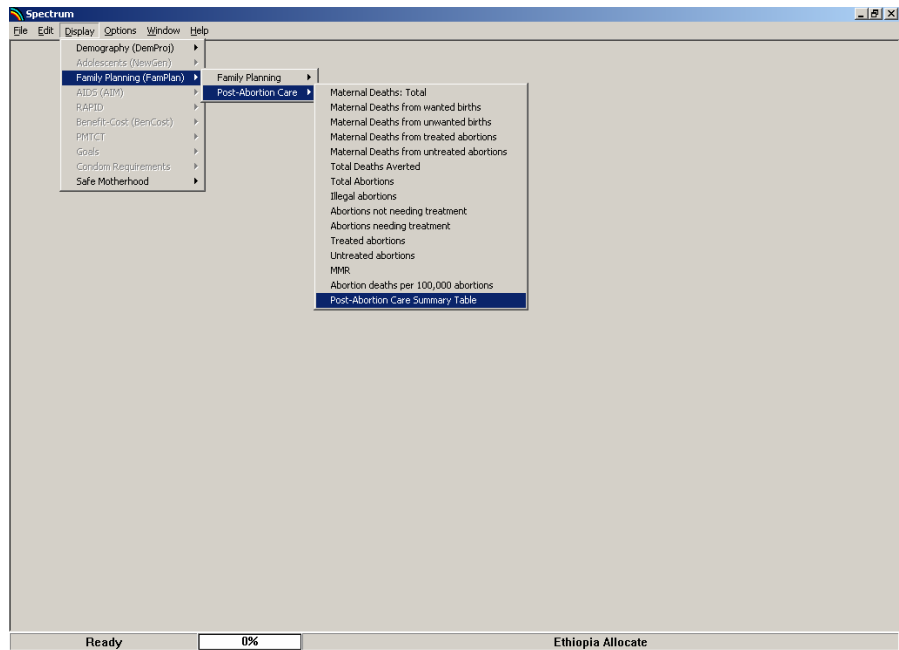 Spectrum
File Edit Display Options Window Help
Demography (DemProj)
Adolescents (NewGen)
Family Planning (FamPlan)
AIDS (AIM)
RAPID
Benefit-Cost (BenCost)
PMTCT
Goals
Condom Requirements
Safe Motherhood
Family Planning
Post-Abortion Care
Maternal Deaths: Total
Maternal Deaths from wanted births
Maternal Deaths from unwanted births
Maternal Deaths from treated abortions
Maternal Deaths from untreated abortions
Total Deaths Averted
Total Abortions
Illegal abortions
Abortions not needing treatment
Abortions needing treatment
Treated abortions
Untreated abortions
MMR
Abortion deaths per 100,000 abortions
Post-Abortion Care Summary Table
Ready 0% Ethiopia Allocate